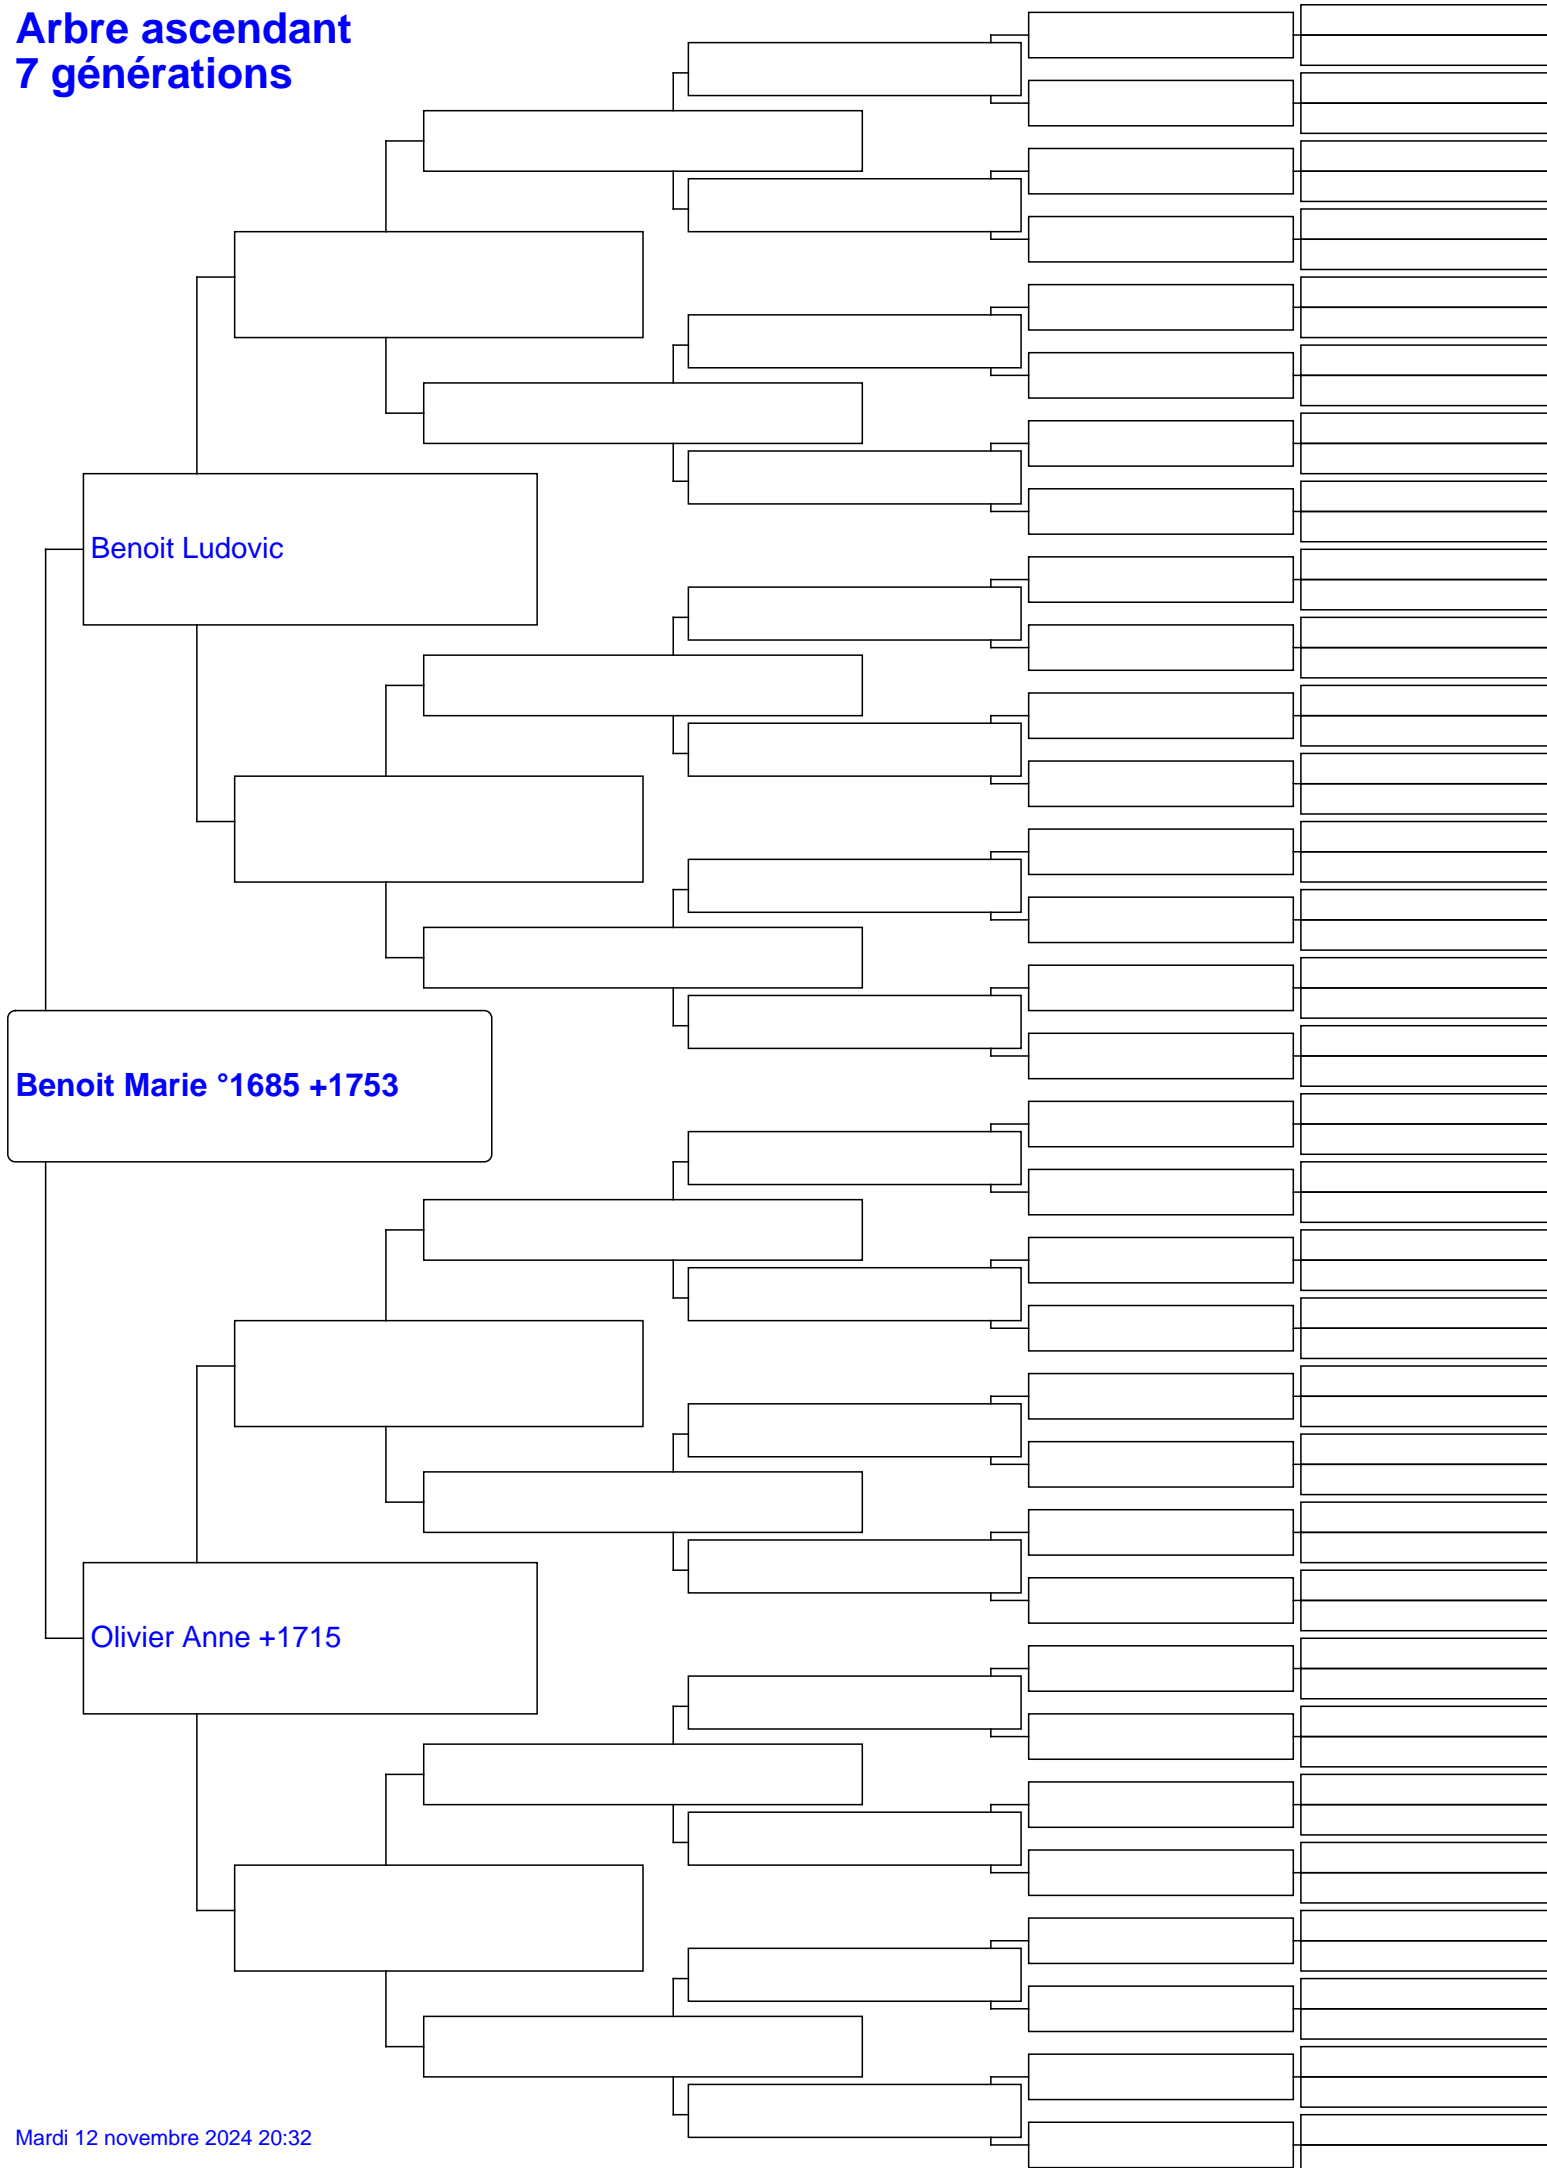 Arbre ascendant
7 générations
Benoit Ludovic
Benoit Marie °1685 +1753
Olivier Anne +1715
Mardi 12 novembre 2024 20:32